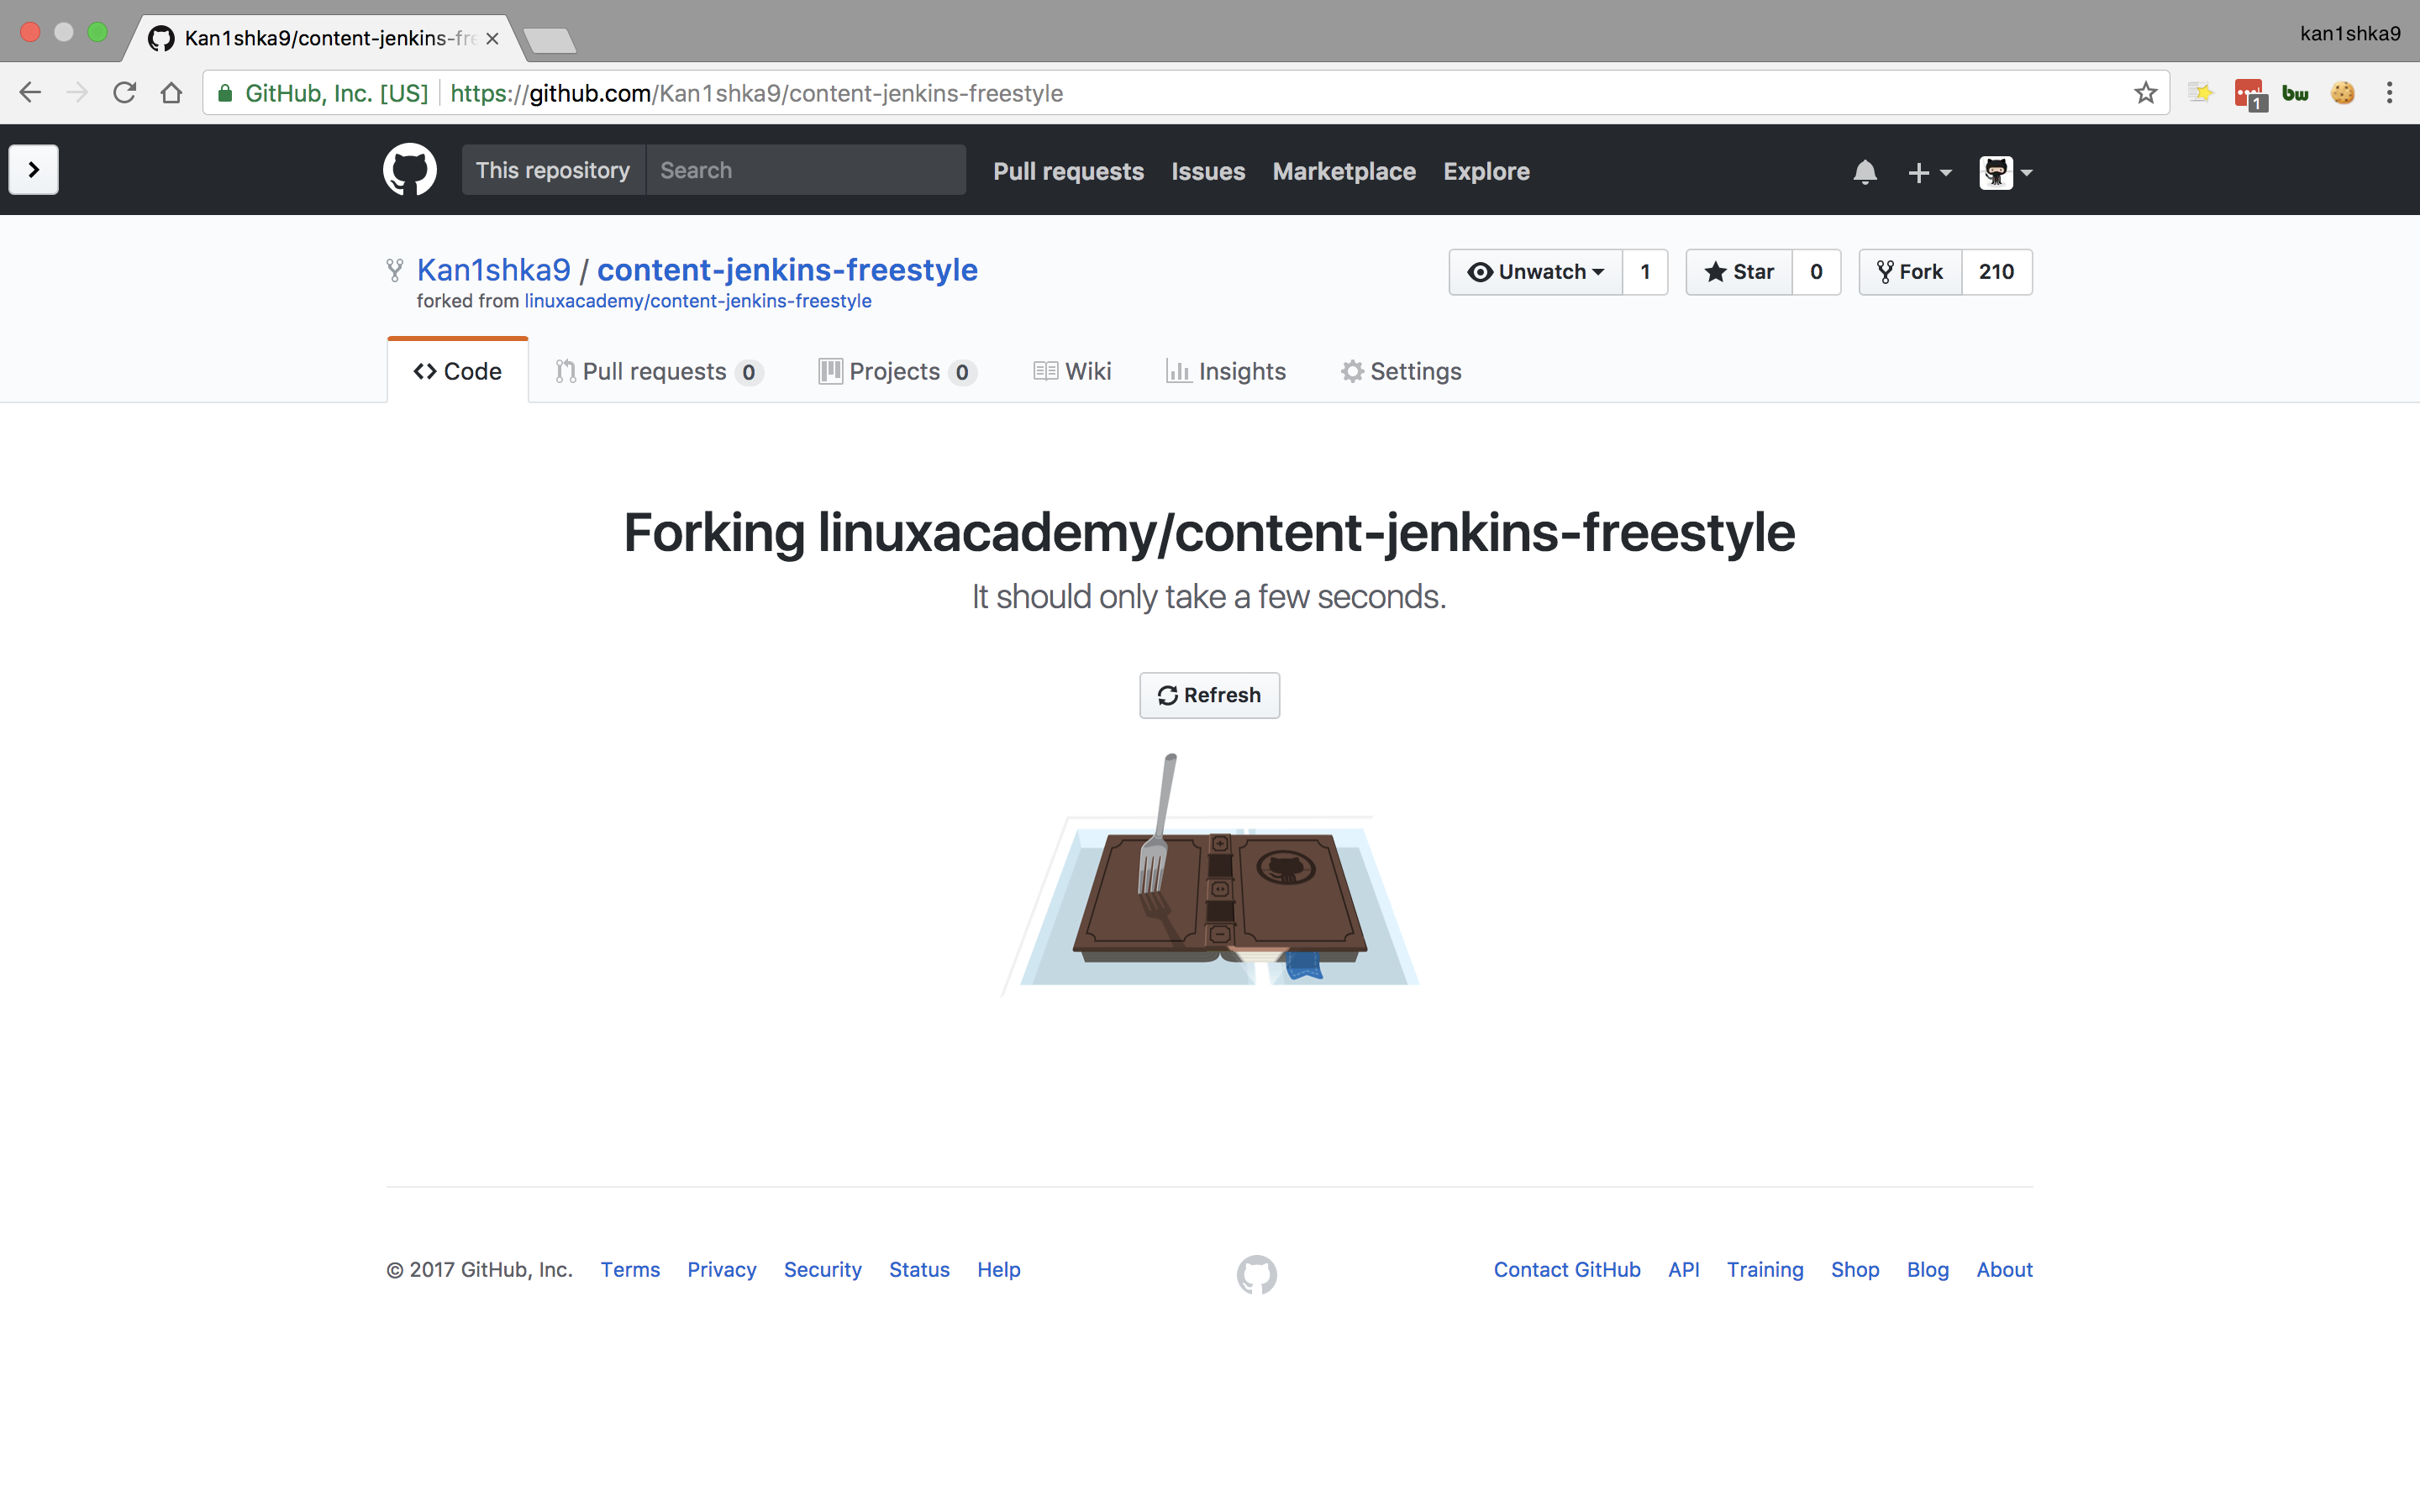 Kan1shka9/content-jenkins-fre
kan1shka9
GitHub, Inc. [US] https://github.com/Kan1shka9/content-jenkins-freestyle
1
bw
This repository Search Pull requests Issues Marketplace Explore
Kan1shka9 / content-jenkins-freestyle
Unwatch 1 Star 0 Fork 210
forked from linuxacademy/content-jenkins-freestyle
Code Pull requests 0 Projects 0 Wiki Insights Settings
Forking linuxacademy/content-jenkins-freestyle
It should only take a few seconds.
Refresh
© 2017 GitHub, Inc. Terms Privacy Security Status Help Contact GitHub API Training Shop Blog About